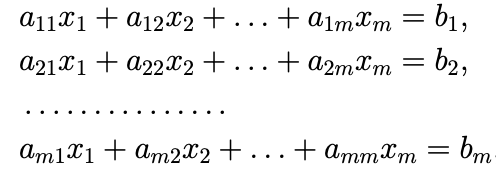 a₁₁x₁ + a₁₂x₂ + ... + a₁ₘxₘ = b₁,
a₂₁x₁ + a₂₂x₂ + ... + a₂ₘxₘ = b₂,
...............
aₘ₁x₁ + aₘ₂x₂ + ... + aₘₘxₘ = bₘ.